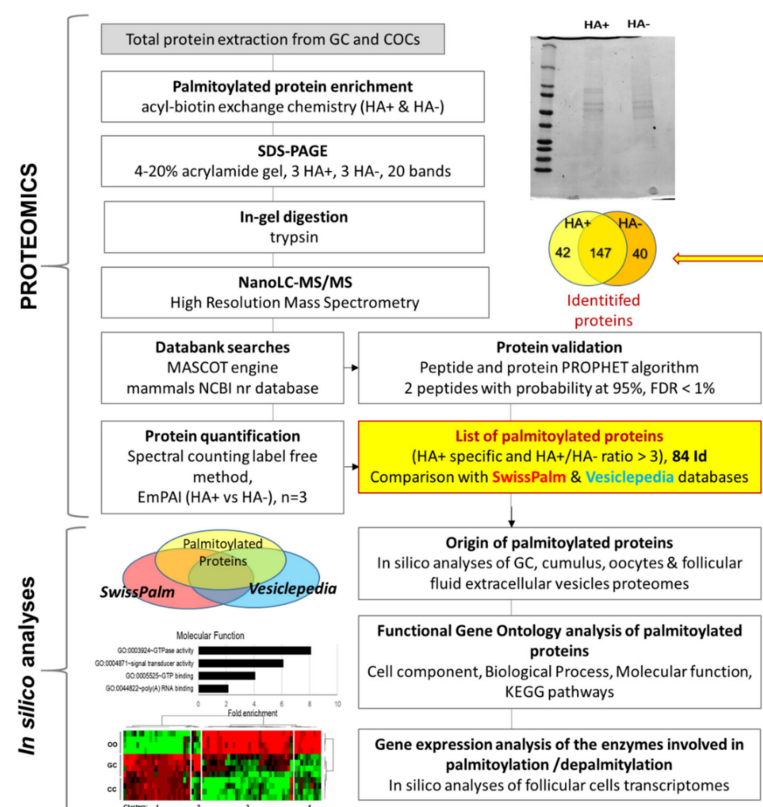 PROTEOMICS
Total protein extraction from GC and COCs
Palmitoylated protein enrichment
acyl-biotin exchange chemistry (HA+ & HA-)
SDS-PAGE
4-20% acrylamide gel, 3 HA+, 3 HA-, 20 bands
In-gel digestion
trypsin
NanoLC-MS/MS
High Resolution Mass Spectrometry
HA+ HA-
HA+ HA-
42 147 40
Identitifed
proteins
Databank searches
MASCOT engine
mammals NCBI nr database
Protein validation
Peptide and protein PROPHET algorithm
2 peptides with probability at 95%, FDR < 1%
Protein quantification
Spectral counting label free
method,
EmPAI (HA+ vs HA-), n=3
List of palmitoylated proteins
(HA+ specific and HA+/HA- ratio > 3), 84 Id
Comparison with SwissPalm & Vesiclepedia databases
In silico analyses
Palmitoylated
Proteins
SwissPalm Vesiclepedia
Origin of palmitoylated proteins
In silico analyses of GC, cumulus, oocytes & follicular
fluid extracellular vesicles proteomes
Molecular Function
GO:0003924~GTPase activity
GO:0004871~signal transducer activity
GO:0005525~GTP binding
GO:0044822~poly(A) RNA binding
0 2 4 6 8 10
Fold enrichment
Functional Gene Ontology analysis of palmitoylated
proteins
Cell component, Biological Process, Molecular function,
KEGG pathways
OO
GC
CC
Gene expression analysis of the enzymes involved in
palmitoylation /depalmitylation
In silico analyses of follicular cells transcriptomes